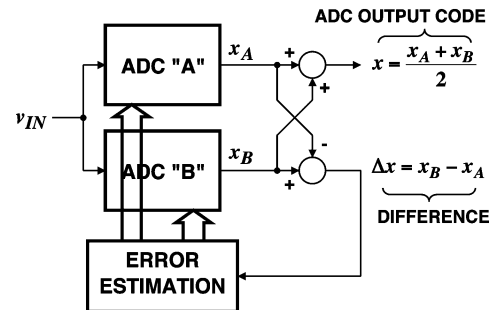 ADC OUTPUT CODE
ADC "A"
x_A
+
+
x = (x_A + x_B) / 2
v_IN
ADC "B"
x_B
-
+
Δx = x_B – x_A
DIFFERENCE
ERROR
ESTIMATION